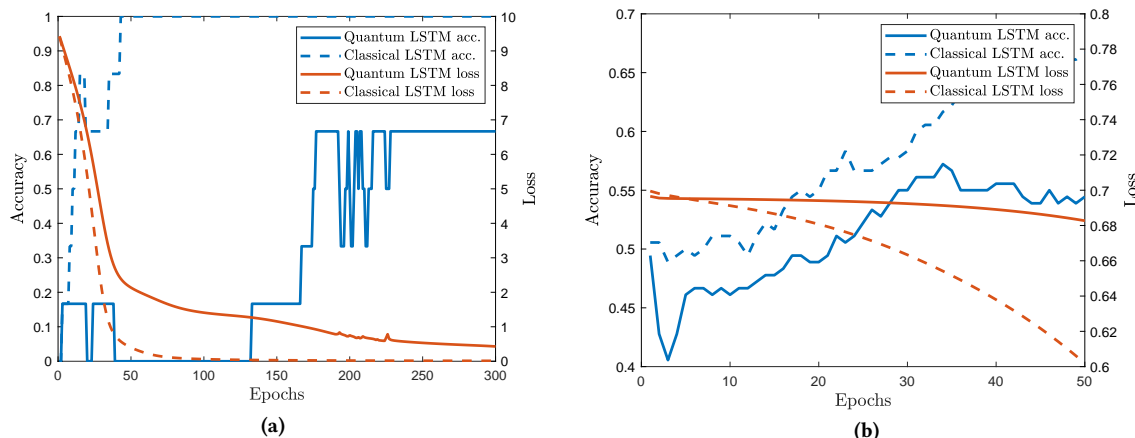 1
0.9
0.8
0.7
0.6
0.5
0.4
0.3
0.2
0.1
0
Accuracy
10
9
8
7
6
5
4
3
2
1
0
Loss
Quantum LSTM acc.
Classical LSTM acc.
Quantum LSTM loss
Classical LSTM loss
0 50 100 150 200 250 300
Epochs
(a)
0.7
0.65
0.6
0.55
0.5
0.45
0.4
Accuracy
0.8
0.78
0.76
0.74
0.72
0.70
0.68
0.66
0.64
0.62
0.6
Loss
Quantum LSTM acc.
Classical LSTM acc.
Quantum LSTM loss
Classical LSTM loss
0 10 20 30 40 50
Epochs
(b)